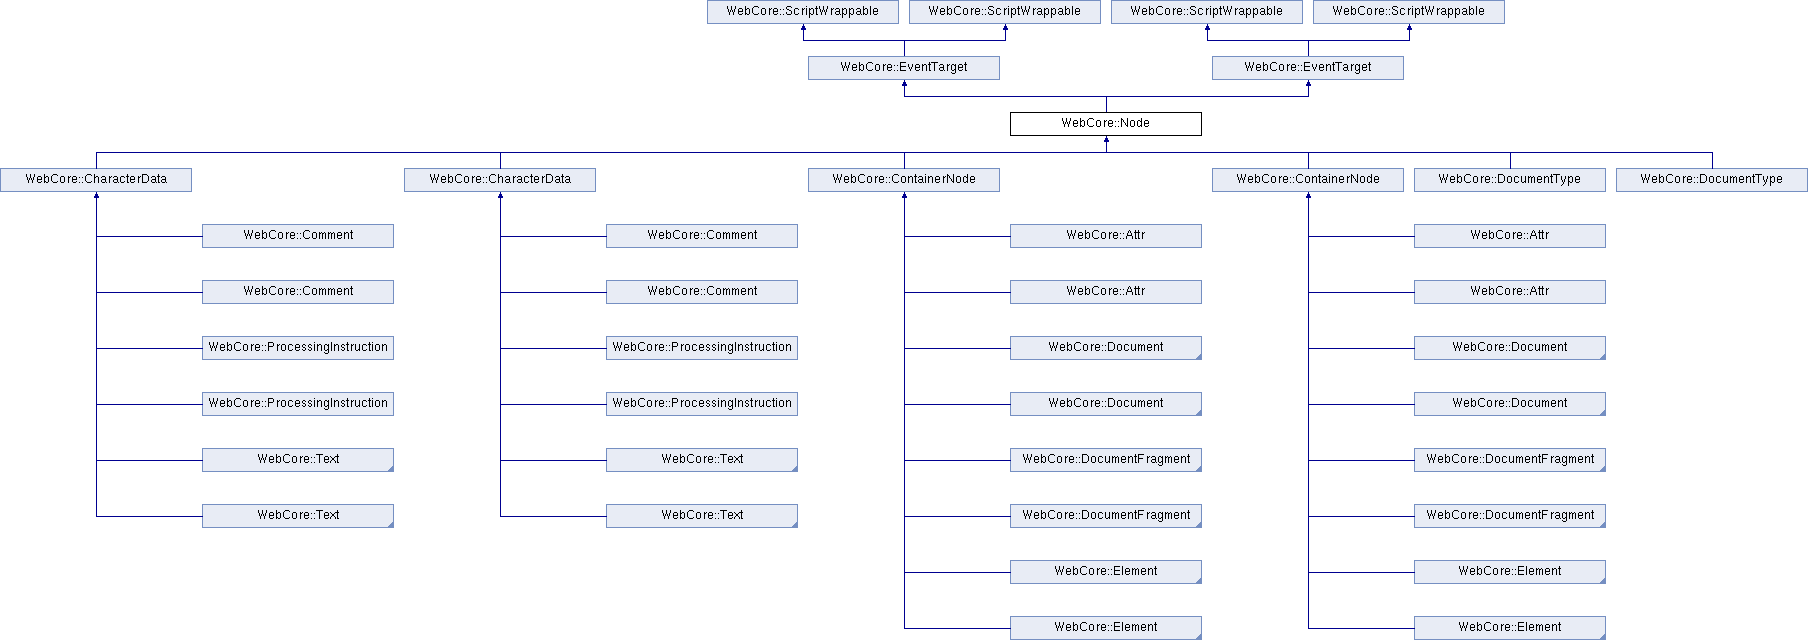 WebCore::ScriptWrappable WebCore::ScriptWrappable WebCore::ScriptWrappable WebCore::ScriptWrappable
WebCore::EventTarget WebCore::EventTarget
WebCore::Node
WebCore::CharacterData WebCore::CharacterData WebCore::ContainerNode WebCore::ContainerNode WebCore::DocumentType WebCore::DocumentType
WebCore::Comment WebCore::Comment WebCore::Attr WebCore::Attr
WebCore::Comment WebCore::Comment WebCore::Attr WebCore::Attr
WebCore::ProcessingInstruction WebCore::ProcessingInstruction WebCore::Document WebCore::Document
WebCore::ProcessingInstruction WebCore::ProcessingInstruction WebCore::Document WebCore::Document
WebCore::Text WebCore::Text WebCore::DocumentFragment WebCore::DocumentFragment
WebCore::Text WebCore::Text WebCore::DocumentFragment WebCore::DocumentFragment
WebCore::Element WebCore::Element
WebCore::Element WebCore::Element